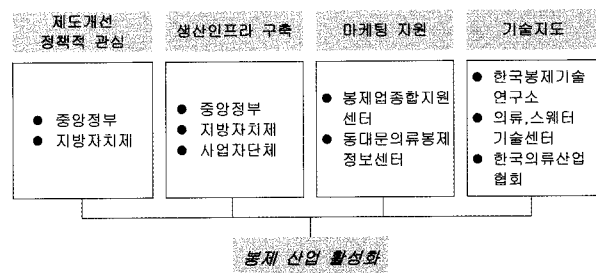 제도개선
정책적 관심
생산인프라 구축
마케팅 지원
기술지도
● 중앙정부
● 지방자치제
● 중앙정부
● 지방자치제
● 사업자단체
● 봉제업종합지원
센터
● 동대문의류봉제
정보센터
● 한국봉제기술
연구소
● 의류,스웨터
기술센터
● 한국의류산업
협회
봉제 산업 활성화